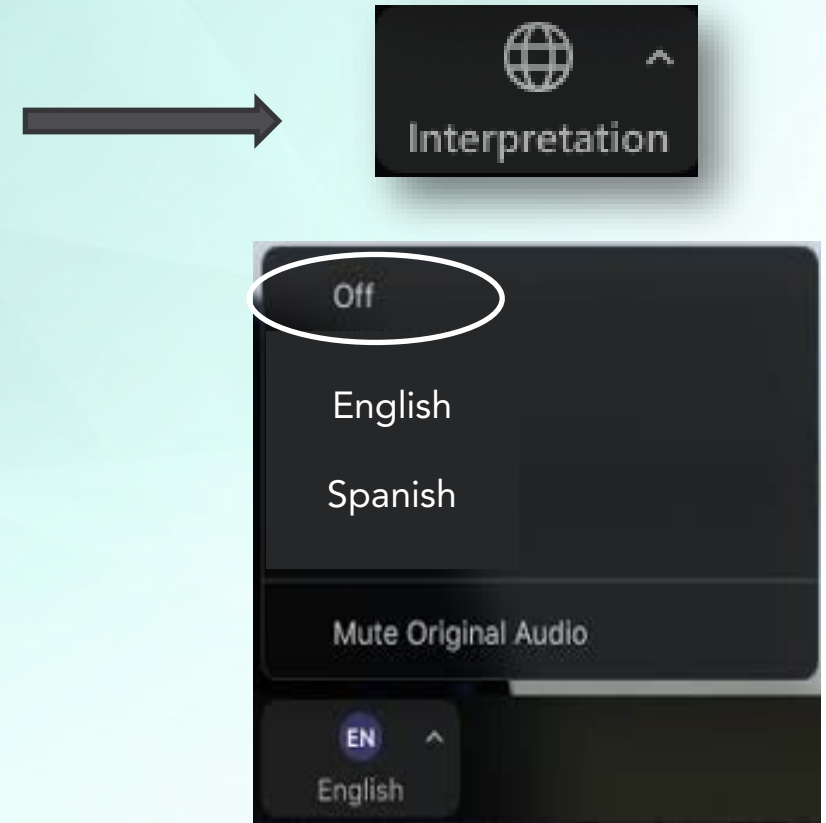 Interpretation
Off
English
Spanish
Mute Original Audio
EN
English